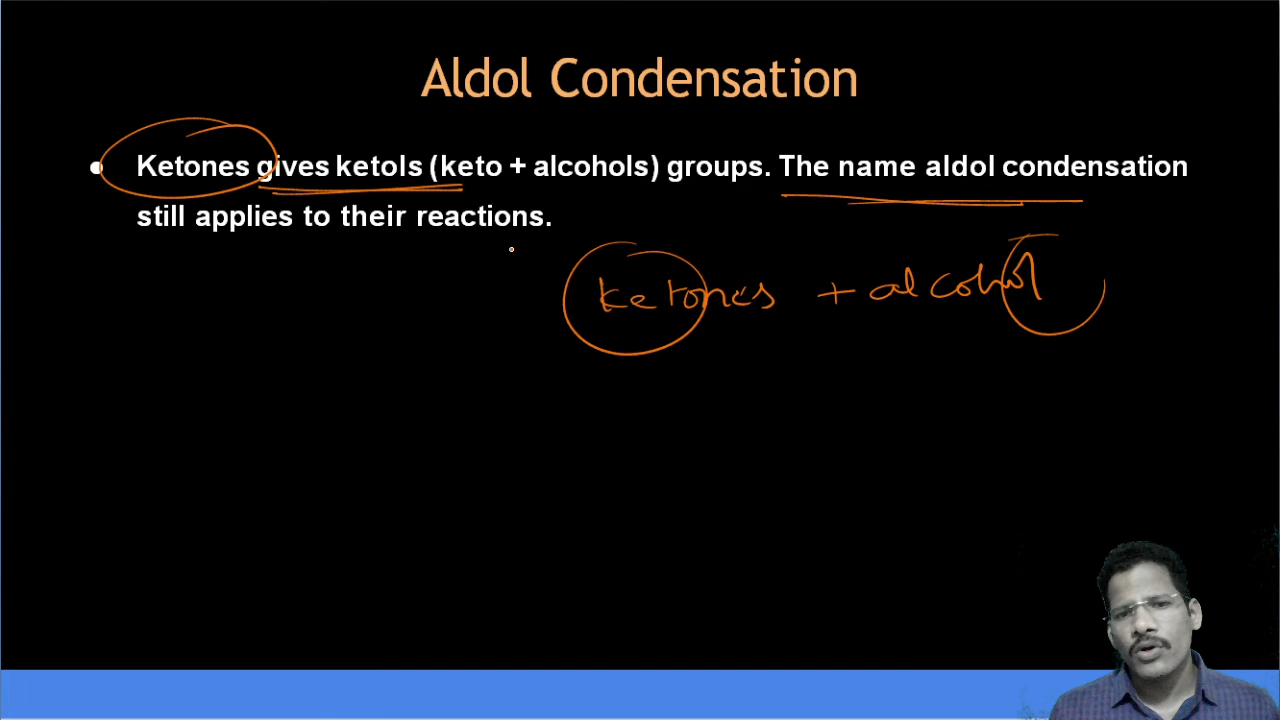 Aldol Condensation
• Ketones gives ketols (keto + alcohols) groups. The name aldol condensation
still applies to their reactions.
ketones + alcohol